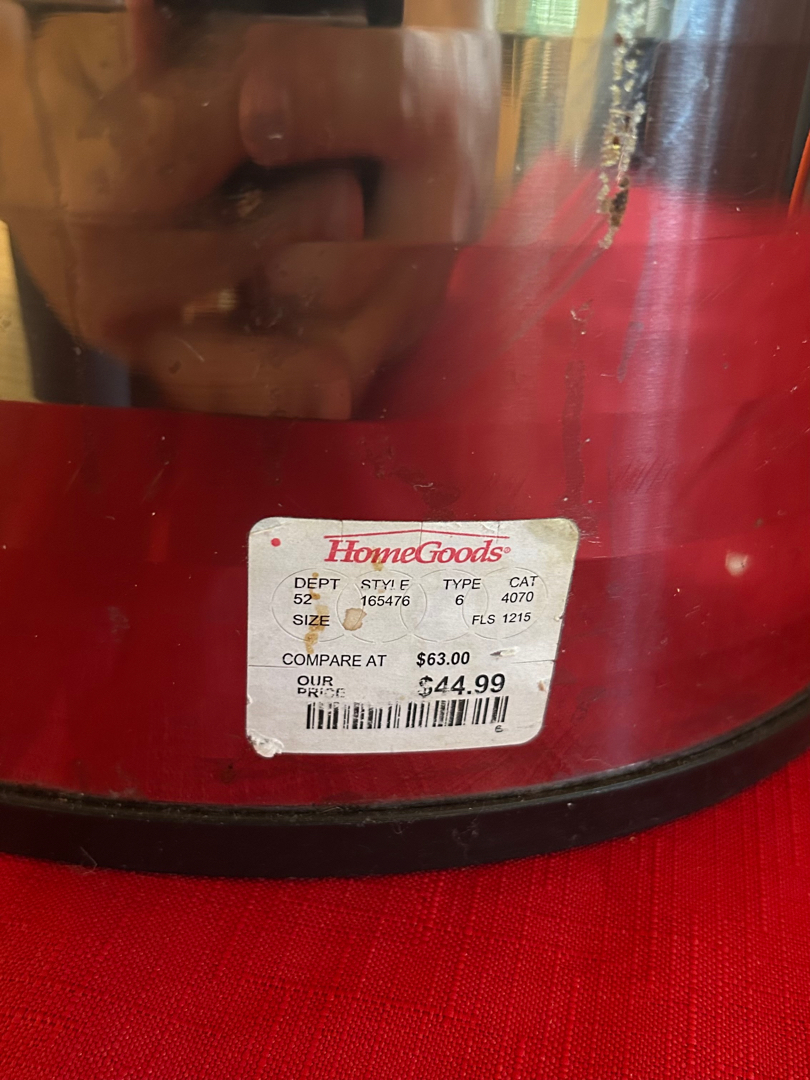 HomeGoods®
DEPT STYLE TYPE CAT
52 165476 6 4070
SIZE FLS 1215
COMPARE AT $63.00
OUR
PRICE $44.99
6